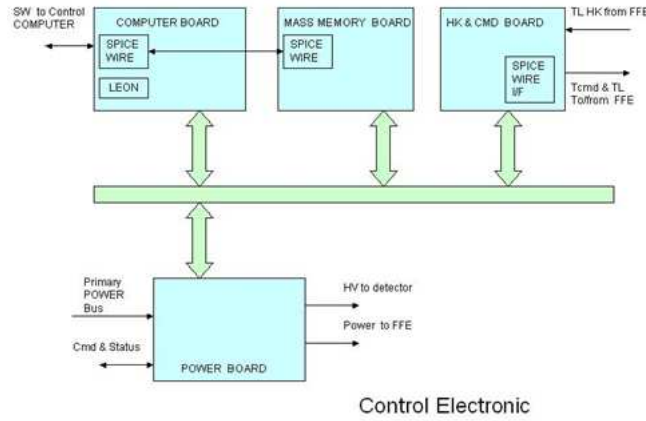 SW to Control
COMPUTER
COMPUTER BOARD
SPICE
WIRE
LEON
MASS MEMORY BOARD
SPICE
WIRE
HK & CMD BOARD
SPICE
WIRE
I/F
TL HK from FFE
Tcmd & TL
To/from FFE
Primary
POWER
Bus
Cmd & Status
POWER BOARD
HV to detector
Power to FFE
Control Electronic